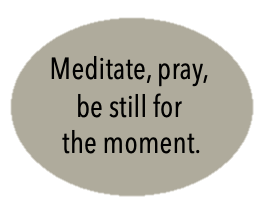 Meditate, pray,
be still for
the moment.